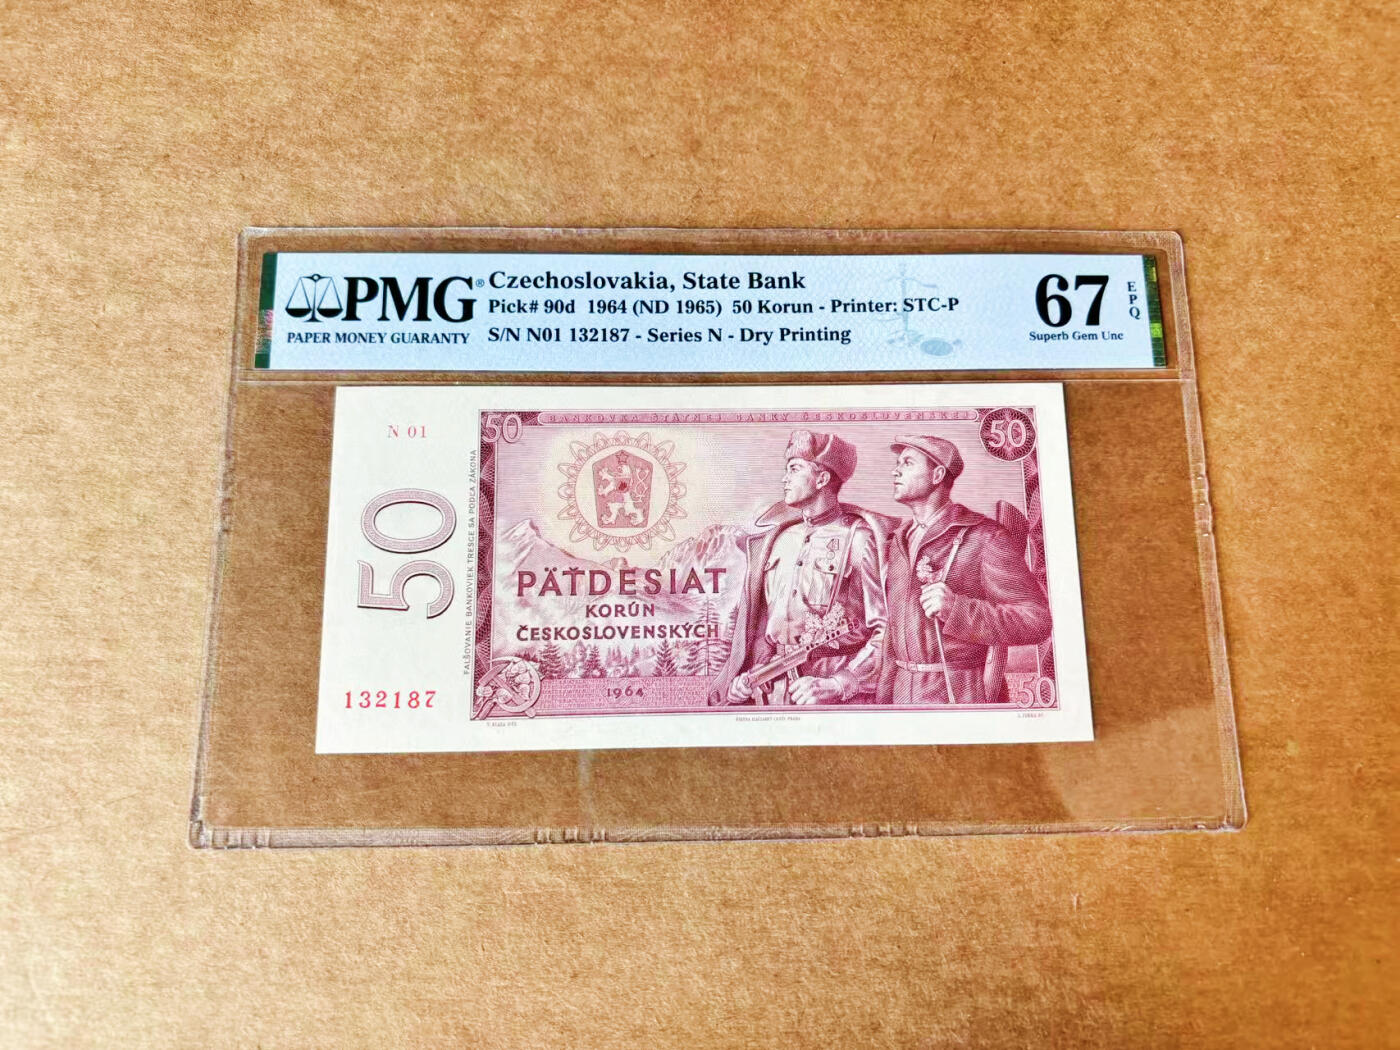 PMG®
PAPER MONEY GUARANTY
Czechoslovakia, State Bank
Pick# 90d 1964 (ND 1965) 50 Korun - Printer: STC-P
S/N N01 132187 - Series N - Dry Printing
67
EPQ
Superb Gem Unc
N 01
50
FALŠOVANIE BANKOVIEK TRESCE SA PODĽA ZÁKONA
132187
50
BANKOVKA ŠTÁTNEJ BANKY ČESKOSLOVENSKEJ
50
PÄŤDESIAT
KORÚN
ČESKOSLOVENSKÝCH
1964
50